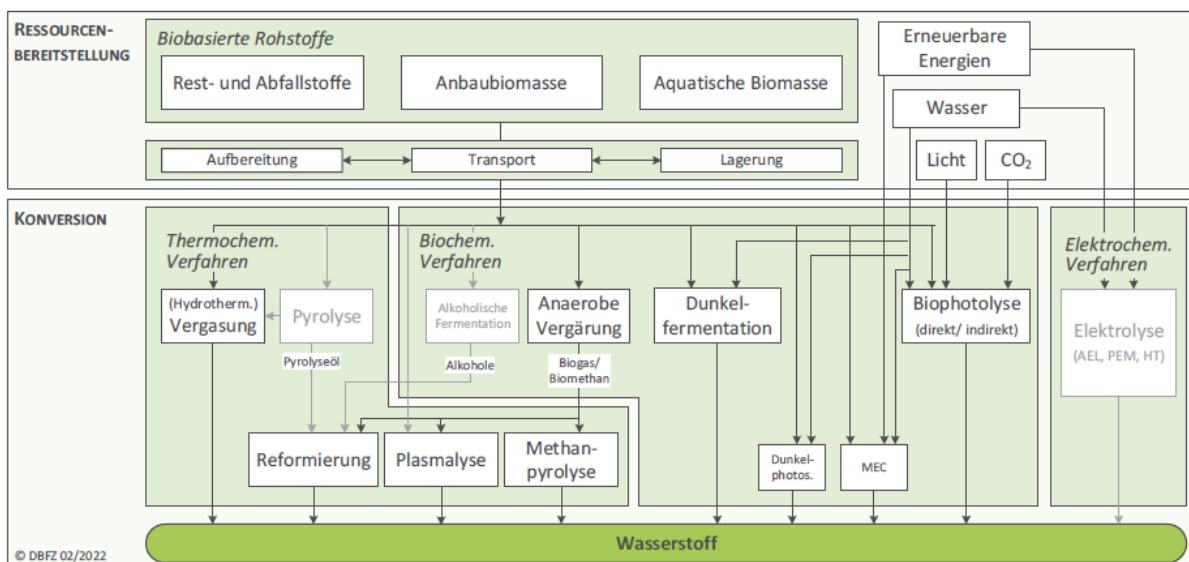 RESSOURCEN-
BEREITSTELLUNG
Biobasierte Rohstoffe
Rest- und Abfallstoffe
Anbaubiomasse
Aquatische Biomasse
Erneuerbare
Energien
Wasser
Aufbereitung
Transport
Lagerung
Licht
CO₂
KONVERSION
Thermochem.
Verfahren
Biochem.
Verfahren
Elektrochem.
Verfahren
(Hydrotherm.)
Vergasung
Pyrolyse
Alkoholische
Fermentation
Anaerobe
Vergärung
Dunkel-
fermentation
Biophotolyse
(direkt/ indirekt)
Elektrolyse
(AEL, PEM, HT)
Pyrolyseöl
Alkohole
Biogas/
Biomethan
Reformierung
Plasmalyse
Methan-
pyrolyse
Dunkel-
photos.
MEC
Wasserstoff
© DBFZ 02/2022